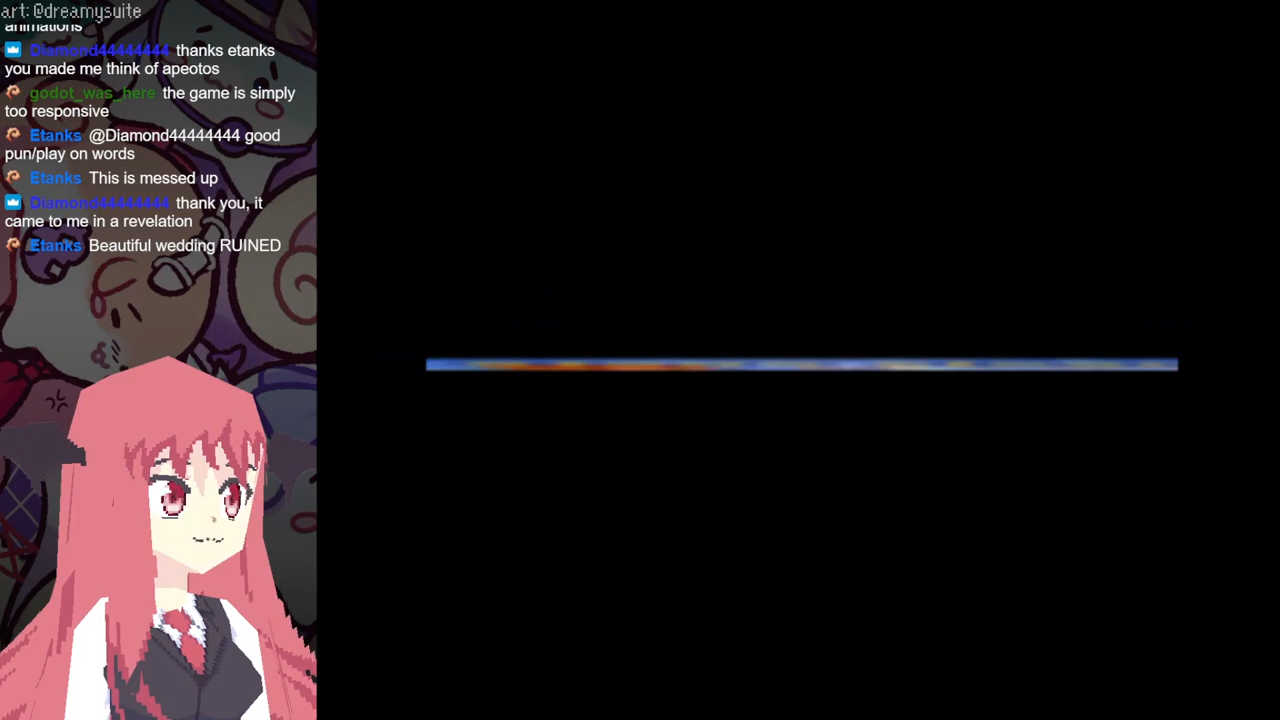 art: @dreamysuite
animations
Diamond44444444 thanks etanks
you made me think of apeotos
godot_was_here the game is simply
too responsive
Etanks @Diamond44444444 good
pun/play on words
Etanks This is messed up
Diamond44444444 thank you, it
came to me in a revelation
Etanks Beautiful wedding RUINED